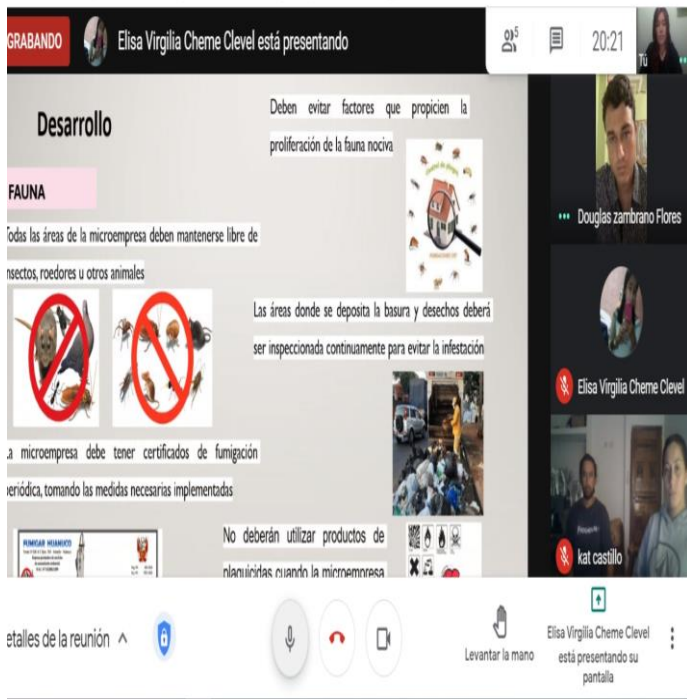 GRABANDO
Elisa Virgilia Cheme Clevel está presentando
5
20:21
Tú
Desarrollo
FAUNA
Todas las áreas de la microempresa deben mantenerse libre de
insectos, roedores u otros animales
La microempresa debe tener certificados de fumigación
periódica, tomando las medidas necesarias implementadas
FUMIGAR HUANUCO
Deben evitar factores que propicien la
proliferación de la fauna nociva
Las áreas donde se deposita la basura y desechos deberá
ser inspeccionada continuamente para evitar la infestación
No deberán utilizar productos de
plaguicidas cuando la microempresa
Douglas zambrano Flores
Elisa Virgilia Cheme Clevel
kat castillo
etalles de la reunión
Levantar la mano
Elisa Virgilia Cheme Clevel
está presentando su
pantalla